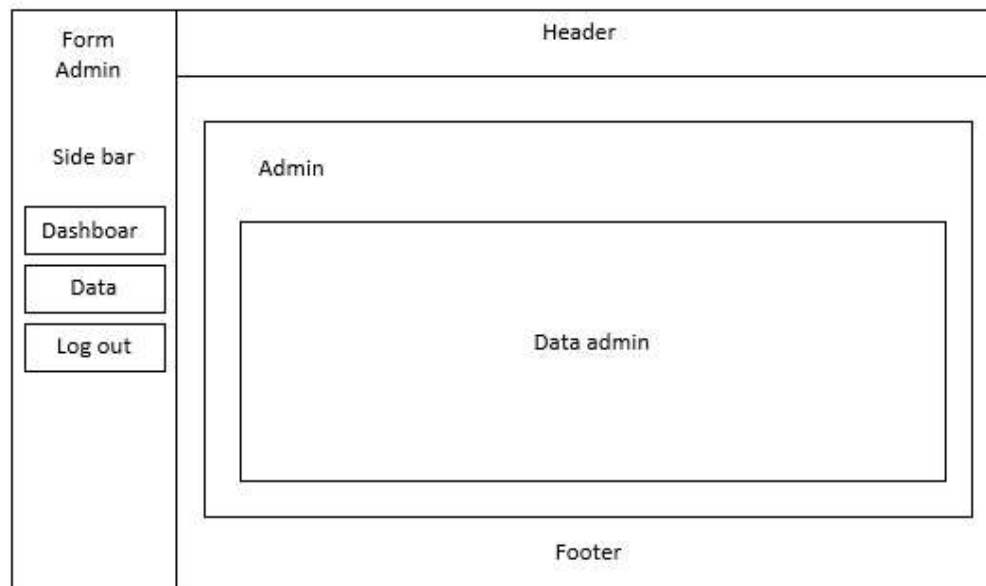 Form
Admin
Header
Side bar
Dashboar
Data
Log out
Admin
Data admin
Footer